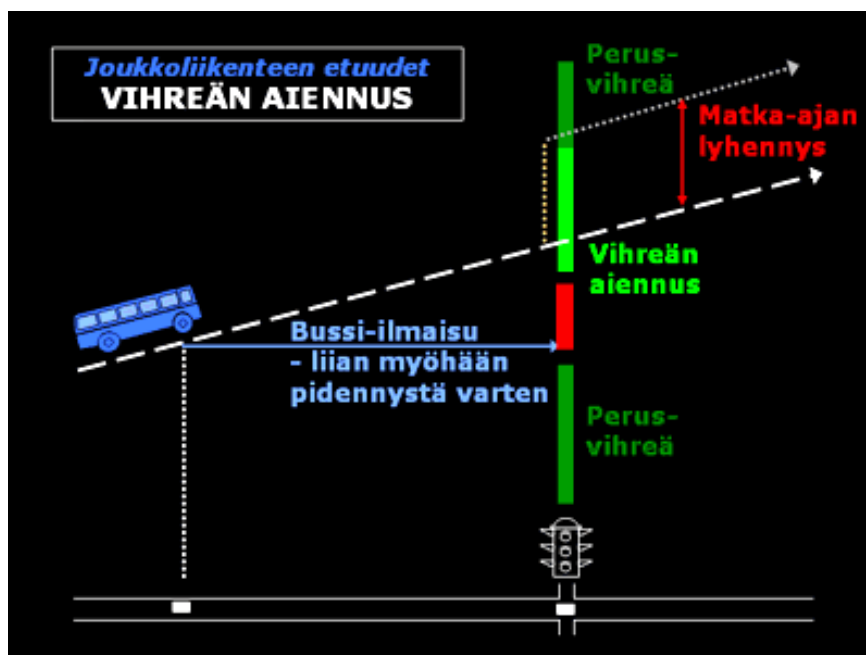 Joukkoliikenteen etuudet
VIHREÄN AIENNUS
Perus-
vihreä
Matka-ajan
lyhennys
Vihreän
aiennus
Bussi-ilmaisu
- liian myöhään
pidennystä varten
Perus-
vihreä